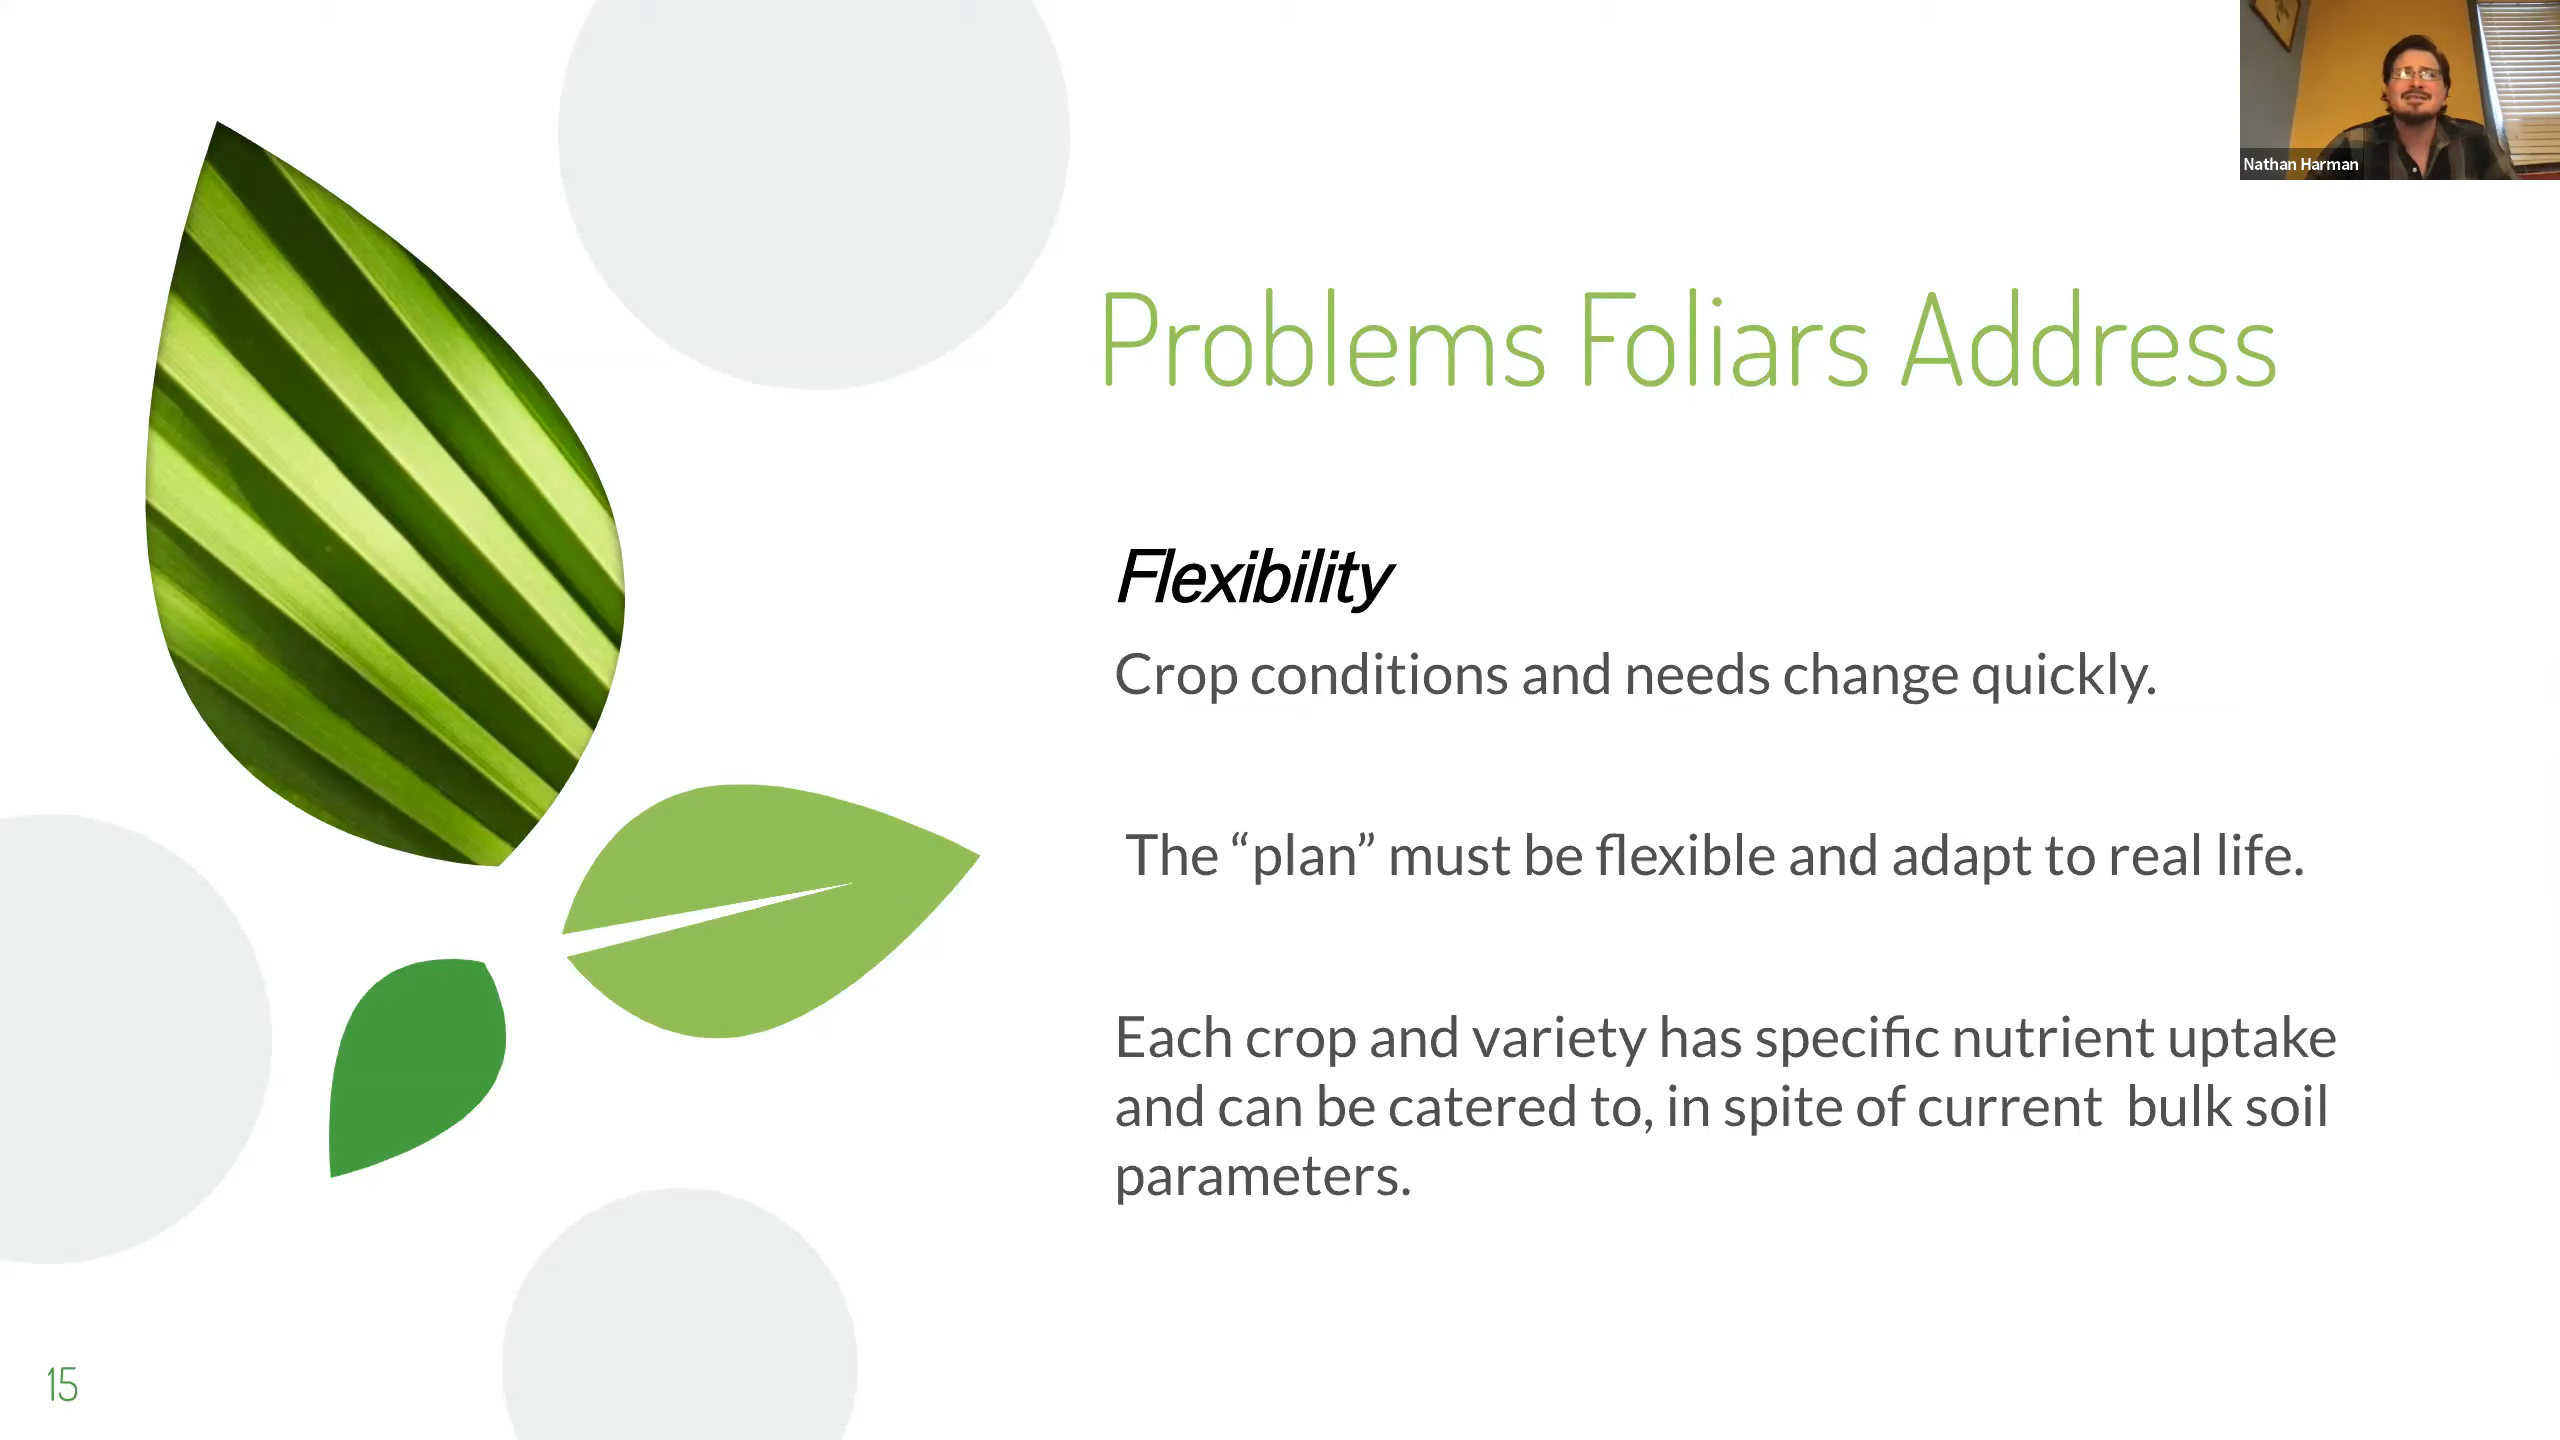 Nathan Harman
Problems Foliars Address
Flexibility
Crop conditions and needs change quickly.
The “plan” must be flexible and adapt to real life.
Each crop and variety has specific nutrient uptake
and can be catered to, in spite of current  bulk soil
parameters.
15